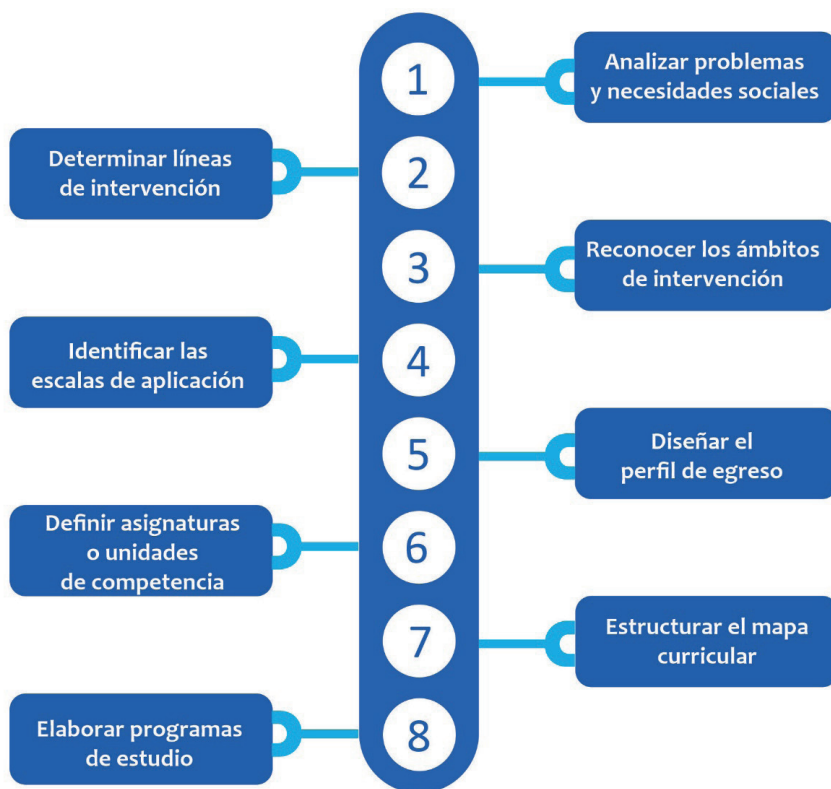 1
Analizar problemas
y necesidades sociales
Determinar líneas
de intervención
2
3
Reconocer los ámbitos
de intervención
Identificar las
escalas de aplicación
4
5
Diseñar el
perfil de egreso
Definir asignaturas
o unidades
de competencia
6
7
Estructurar el mapa
curricular
Elaborar programas
de estudio
8